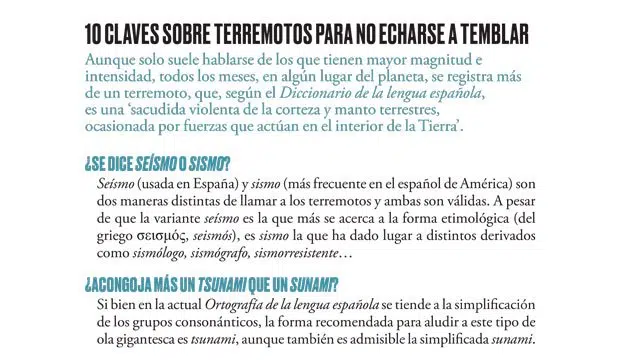 10 CLAVES SOBRE TERREMOTOS PARA NO ECHARSE A TEMBLAR
Aunque solo suele hablarse de los que tienen mayor magnitud e
intensidad, todos los meses, en algún lugar del planeta, se registra más
de un terremoto, que, según el Diccionario de la lengua española,
es una ‘sacudida violenta de la corteza y manto terrestres,
ocasionada por fuerzas que actúan en el interior de la Tierra’.
¿SE DICE SEÍSMO O SISMO?
Seísmo (usada en España) y sismo (más frecuente en el español de América) son
dos maneras distintas de llamar a los terremotos y ambas son válidas. A pesar
de que la variante seísmo es la que más se acerca a la forma etimológica (del
griego σεισμός, seismós), es sismo la que ha dado lugar a distintos derivados
como sismólogo, sismógrafo, sismorresistente…
¿ACONGOJA MÁS UN TSUNAMI QUE UN SUNAMI?
Si bien en la actual Ortografía de la lengua española se tiende a la simplificación
de los grupos consonánticos, la forma recomendada para aludir a este tipo de
ola gigantesca es tsunami, aunque también es admisible la simplificada sunami.